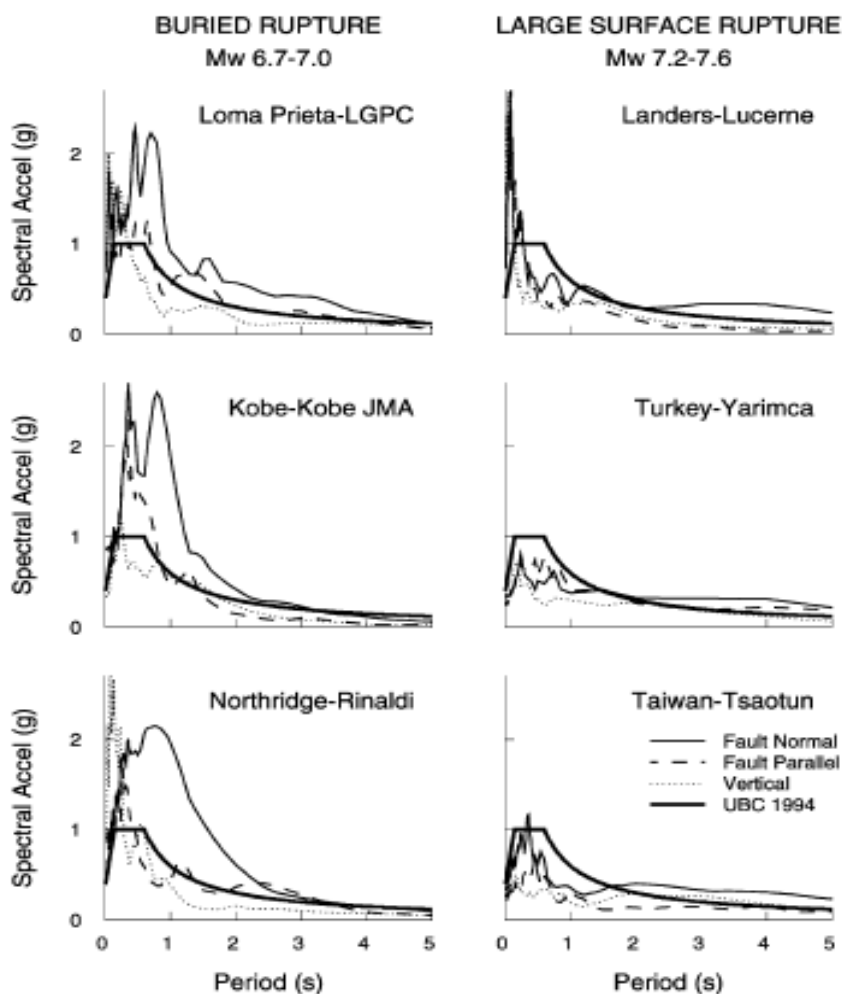 BURIED RUPTURE
Mw 6.7-7.0
LARGE SURFACE RUPTURE
Mw 7.2-7.6
Spectral Accel (g)
2
1
0
Loma Prieta-LGPC
Landers-Lucerne
Spectral Accel (g)
2
1
0
Kobe-Kobe JMA
Turkey-Yarimca
Spectral Accel (g)
2
1
0
Northridge-Rinaldi
Taiwan-Tsaotun
Fault Normal
Fault Parallel
Vertical
UBC 1994
0 1 2 3 4 5
0 1 2 3 4 5
Period (s)
Period (s)